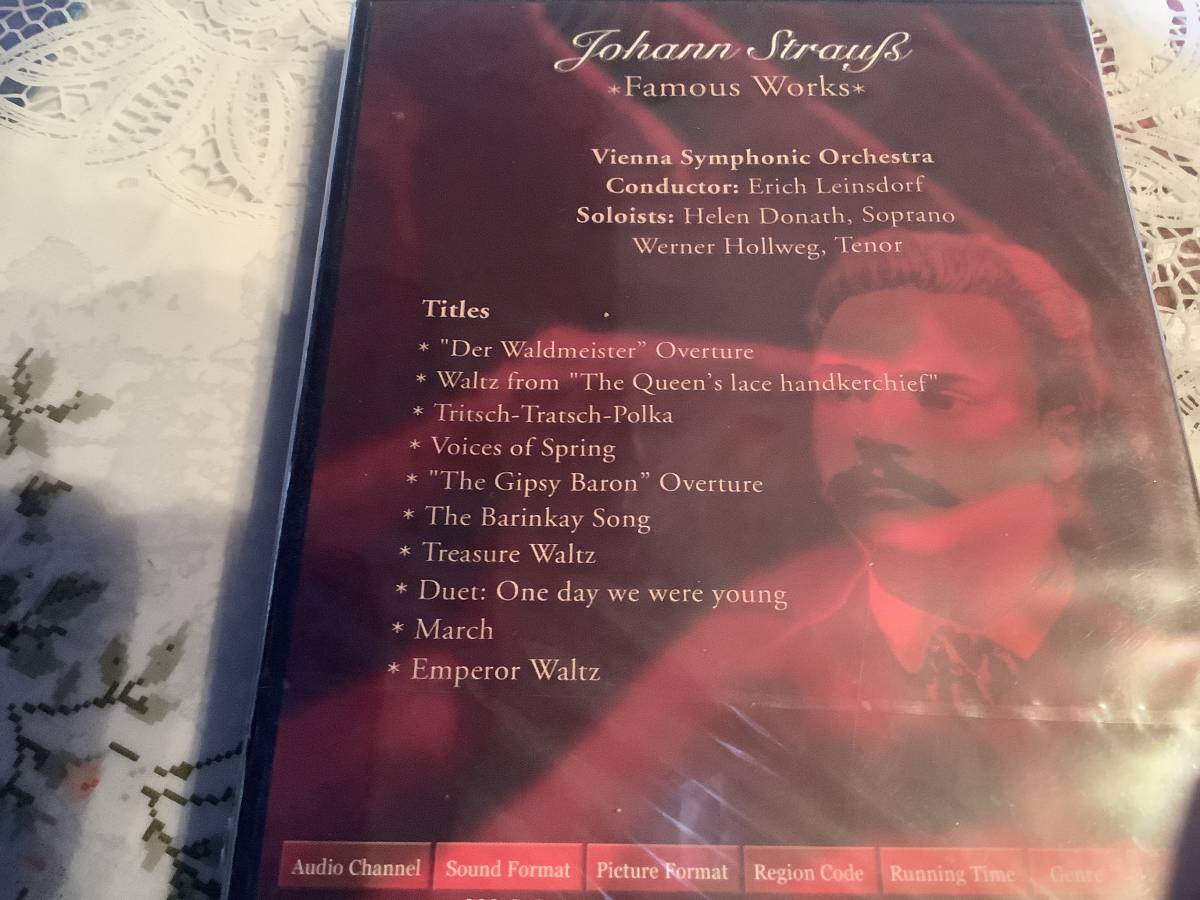 Johann Strauß
*Famous Works*
Vienna Symphonic Orchestra
Conductor: Erich Leinsdorf
Soloists: Helen Donath, Soprano
Werner Hollweg, Tenor
Titles
* "Der Waldmeister” Overture
* Waltz from "The Queen's lace handkerchief"
* Tritsch-Tratsch-Polka
* Voices of Spring
* "The Gipsy Baron” Overture
* The Barinkay Song
* Treasure Waltz
* Duet: One day we were young
* March
* Emperor Waltz
Audio Channel Sound Format Picture Format Region Code Running Time Genre